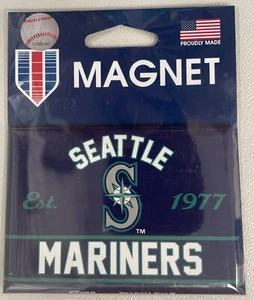 PROUDLY MADE
MAGNET
SEATTLE
S
Est. 1977
TM
MARINERS